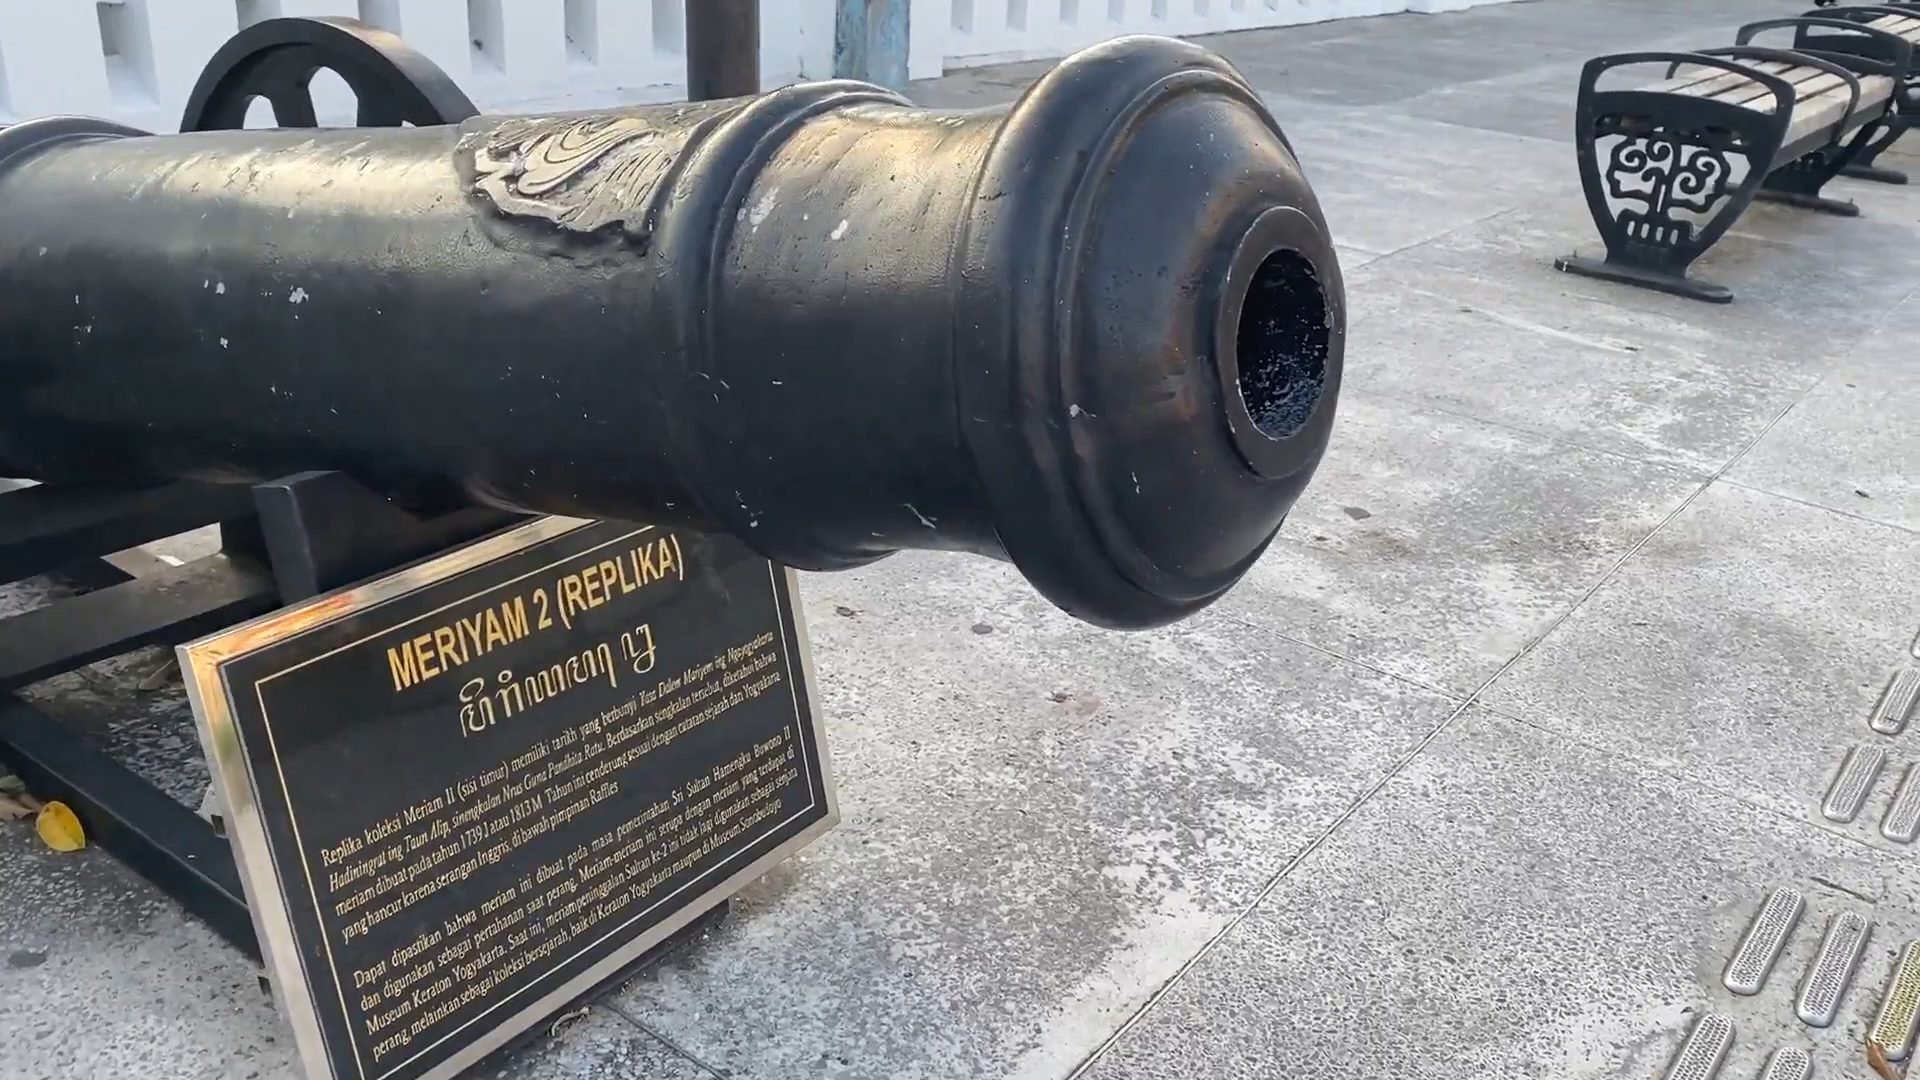 MERIYAM 2 (REPLIKA)
Replika koleksi Meriam II (sisi timur) memiliki tarikh yang berbunyi Yasa Dalem Mariyem ing Ngayogyakarta
Hadiningrat ing Taun Alip, sinengkalan Nrus Guna Pandhita Ratu. Berdasarkan sengkalan tersebut, diketahui bahwa
meriam dibuat pada tahun 1739 J atau 1813 M. Tahun ini cenderung sesuai dengan catatan sejarah dan Yogyakarta
yang hancur karena serangan Inggris, di bawah pimpinan Raffles
Dapat dipastikan bahwa meriam ini dibuat pada masa pemerintahan Sri Sultan Hamengku Buwono II
dan digunakan sebagai pertahanan saat perang. Meriam-meriam ini serupa dengan meriam yang terdapat di
Museum Keraton Yogyakarta. Saat ini, meriam peninggalan Sultan ke-2 ini tidak lagi digunakan sebagai senjata
perang, melainkan sebagai koleksi bersejarah, baik di Keraton Yogyakarta maupun di Museum Sonobudoyo